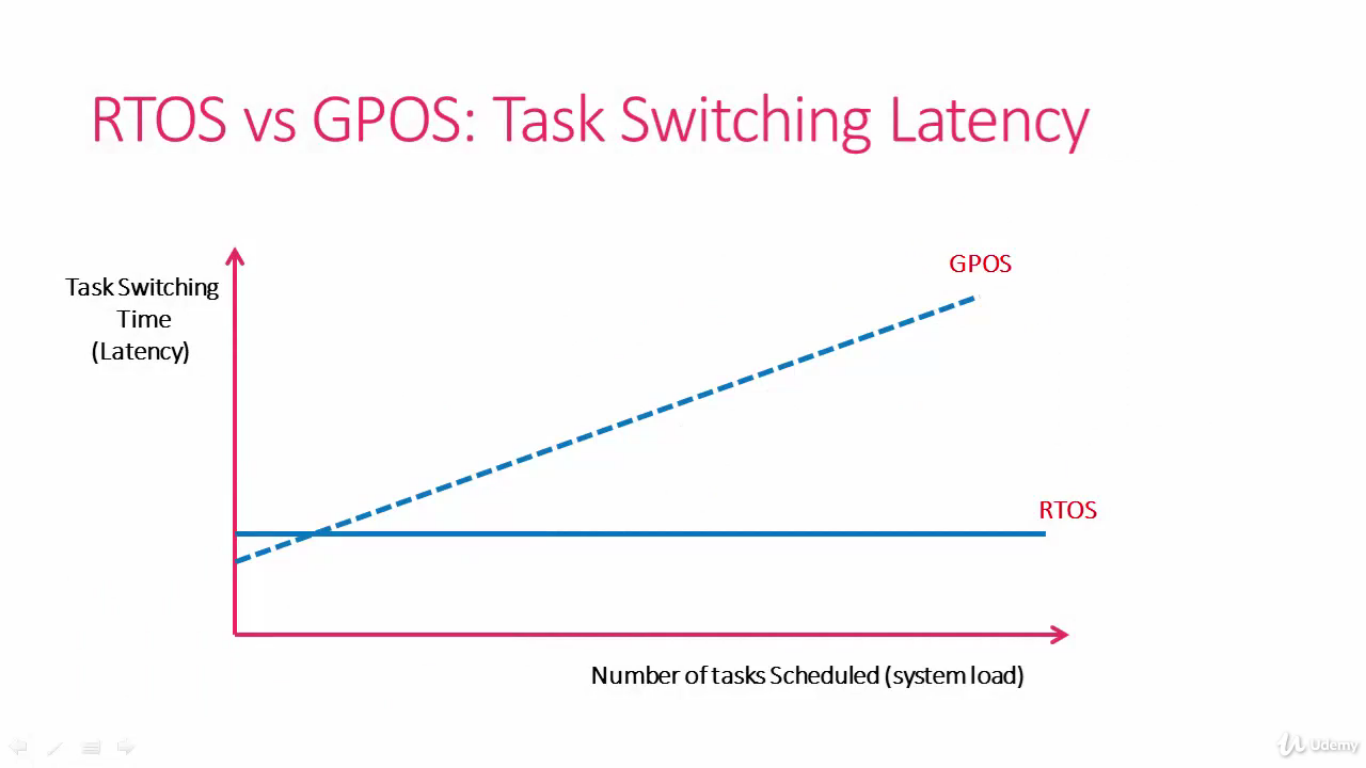 RTOS vs GPOS: Task Switching Latency
Task Switching
Time
(Latency)
GPOS
RTOS
Number of tasks Scheduled (system load)
Udemy